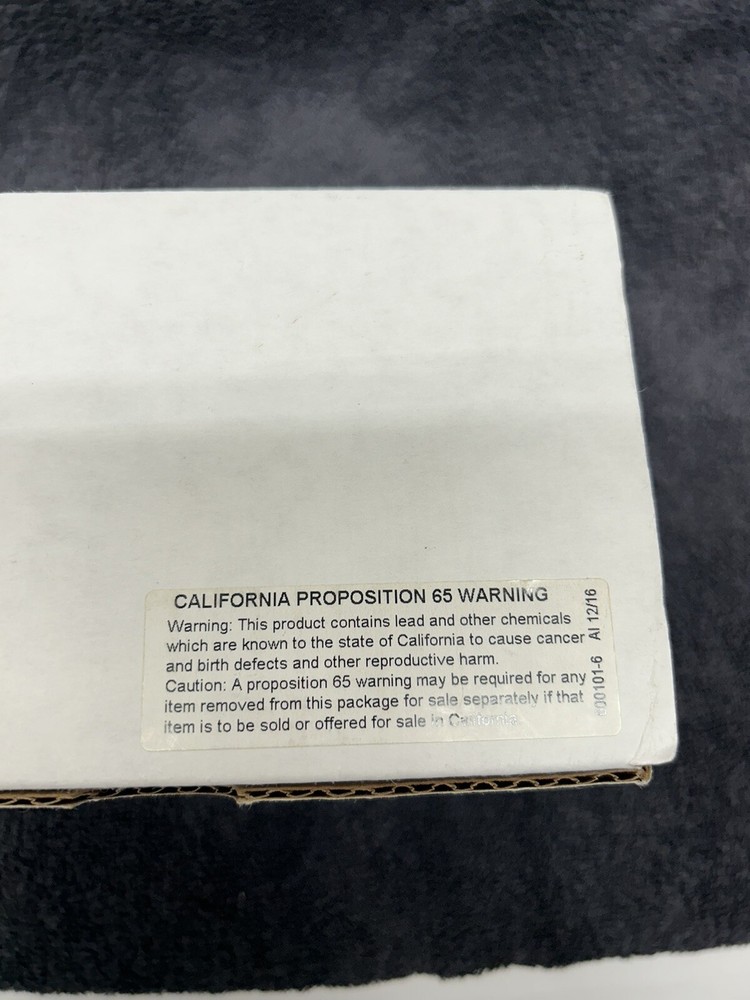 CALIFORNIA PROPOSITION 65 WARNING
Warning: This product contains lead and other chemicals
which are known to the state of California to cause cancer
and birth defects and other reproductive harm.
Caution: A proposition 65 warning may be required for any
item removed from this package for sale separately if that
item is to be sold or offered for sale in California.
00101-6 AI 12/16